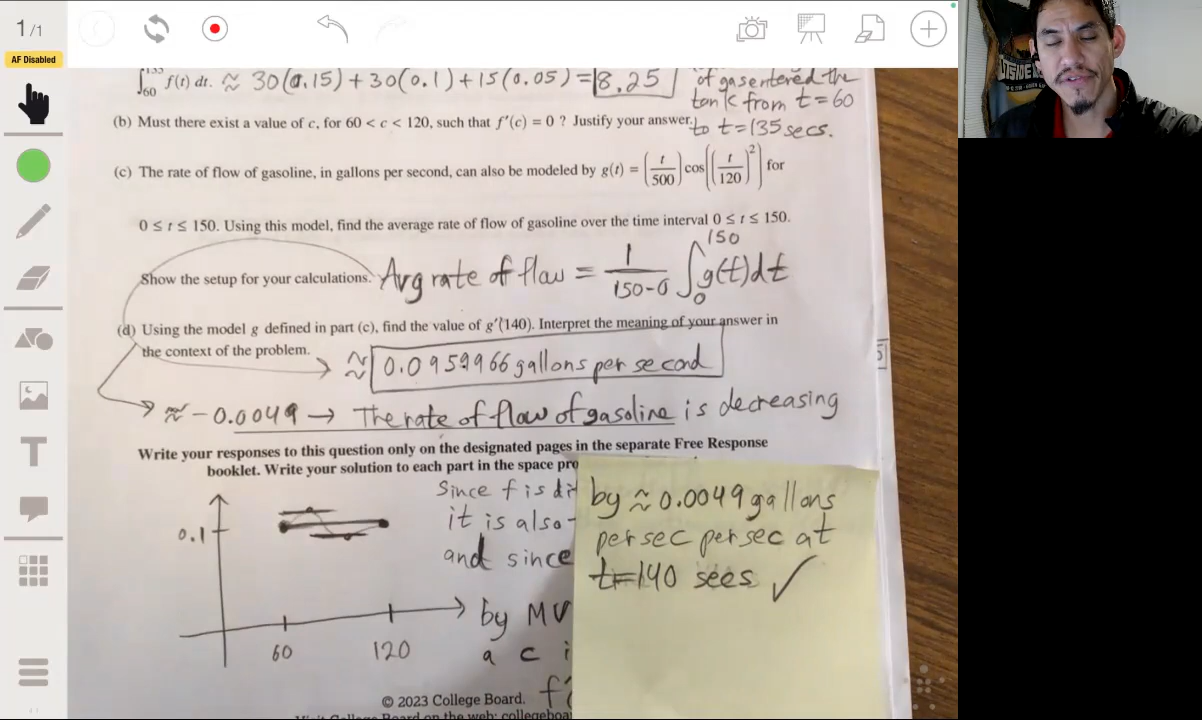 1/1
AF Disabled
∫₆₀¹³⁵ f(t) dt. ≈ 30(0.15) + 30(0.1) + 15(0.05) = 8.25
of gas entered the
tank from t = 60
to t = 135 secs.
(b) Must there exist a value of c, for 60 < c < 120, such that f'(c) = 0 ? Justify your answer.
(c) The rate of flow of gasoline, in gallons per second, can also be modeled by g(t) = (t/500) cos((t/120)²) for
0 ≤ t ≤ 150. Using this model, find the average rate of flow of gasoline over the time interval 0 ≤ t ≤ 150.
Show the setup for your calculations. Avg rate of flow = 1/(150-0) ∫₀¹⁵⁰ g(t)dt
(d) Using the model g defined in part (c), find the value of g'(140). Interpret the meaning of your answer in
the context of the problem.
≈ 0.0959966 gallons per second
≈ -0.0049 → The rate of flow of gasoline is decreasing
Write your responses to this question only on the designated pages in the separate Free Response
booklet. Write your solution to each part in the space pro
by ≈ 0.0049 gallons
per sec per sec at
t=140 secs ✓
Since f is di
it is also
and since
by MV
a c i
0.1
60
120
© 2023 College Board.
T